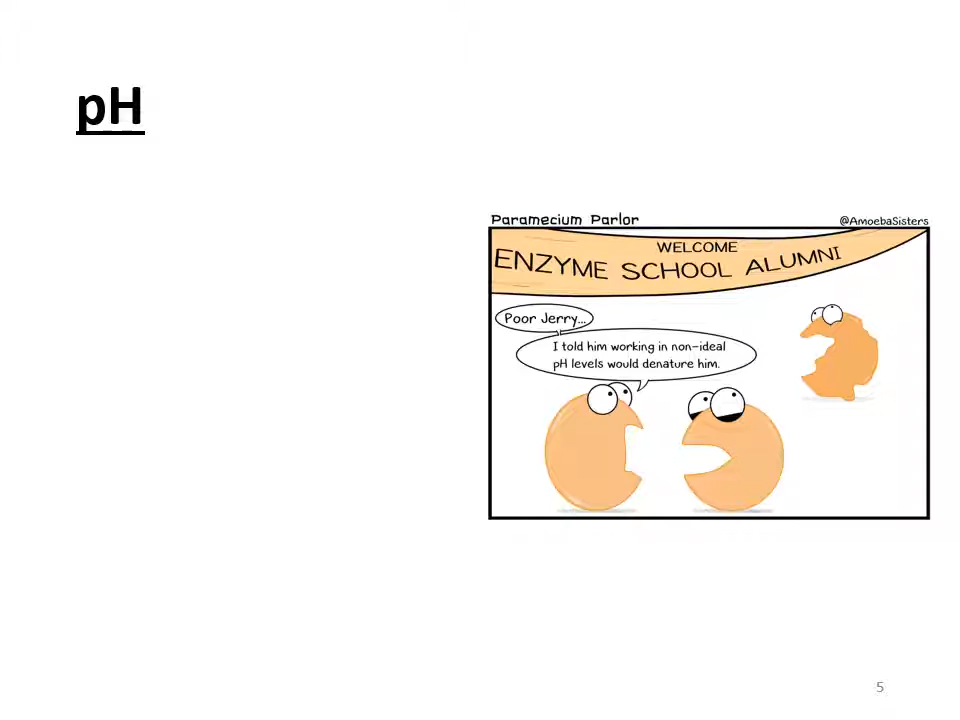 pH
Paramecium Parlor
@AmoebaSisters
WELCOME
ENZYME SCHOOL ALUMNI
Poor Jerry...
I told him working in non-ideal
pH levels would denature him.
5